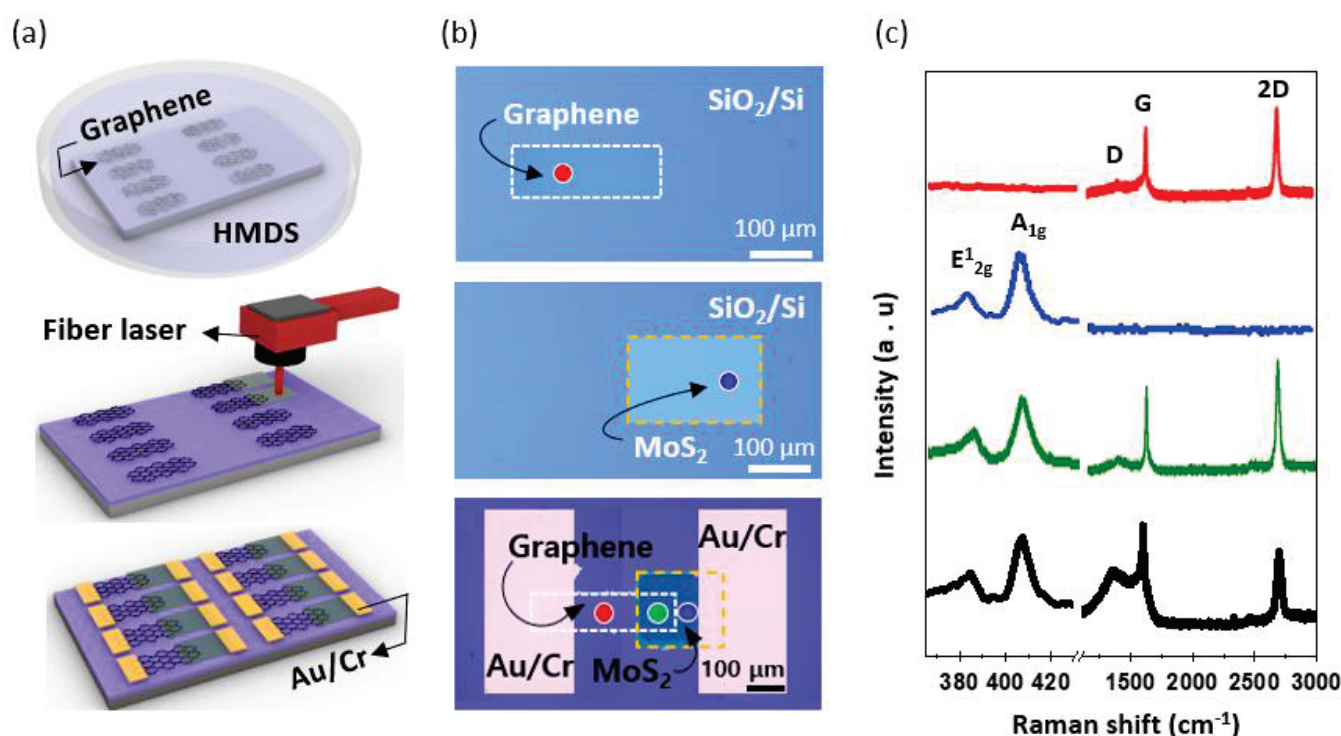 (a)
Graphene
HMDS
Fiber laser
Au/Cr
(b)
SiO₂/Si
Graphene
100 μm
SiO₂/Si
MoS₂
100 μm
Graphene
Au/Cr
Au/Cr
MoS₂
100 μm
(c)
Intensity (a . u)
D
G
2D
E¹₂g
A₁g
380 400 420 1500 2000 2500 3000
Raman shift (cm⁻¹)